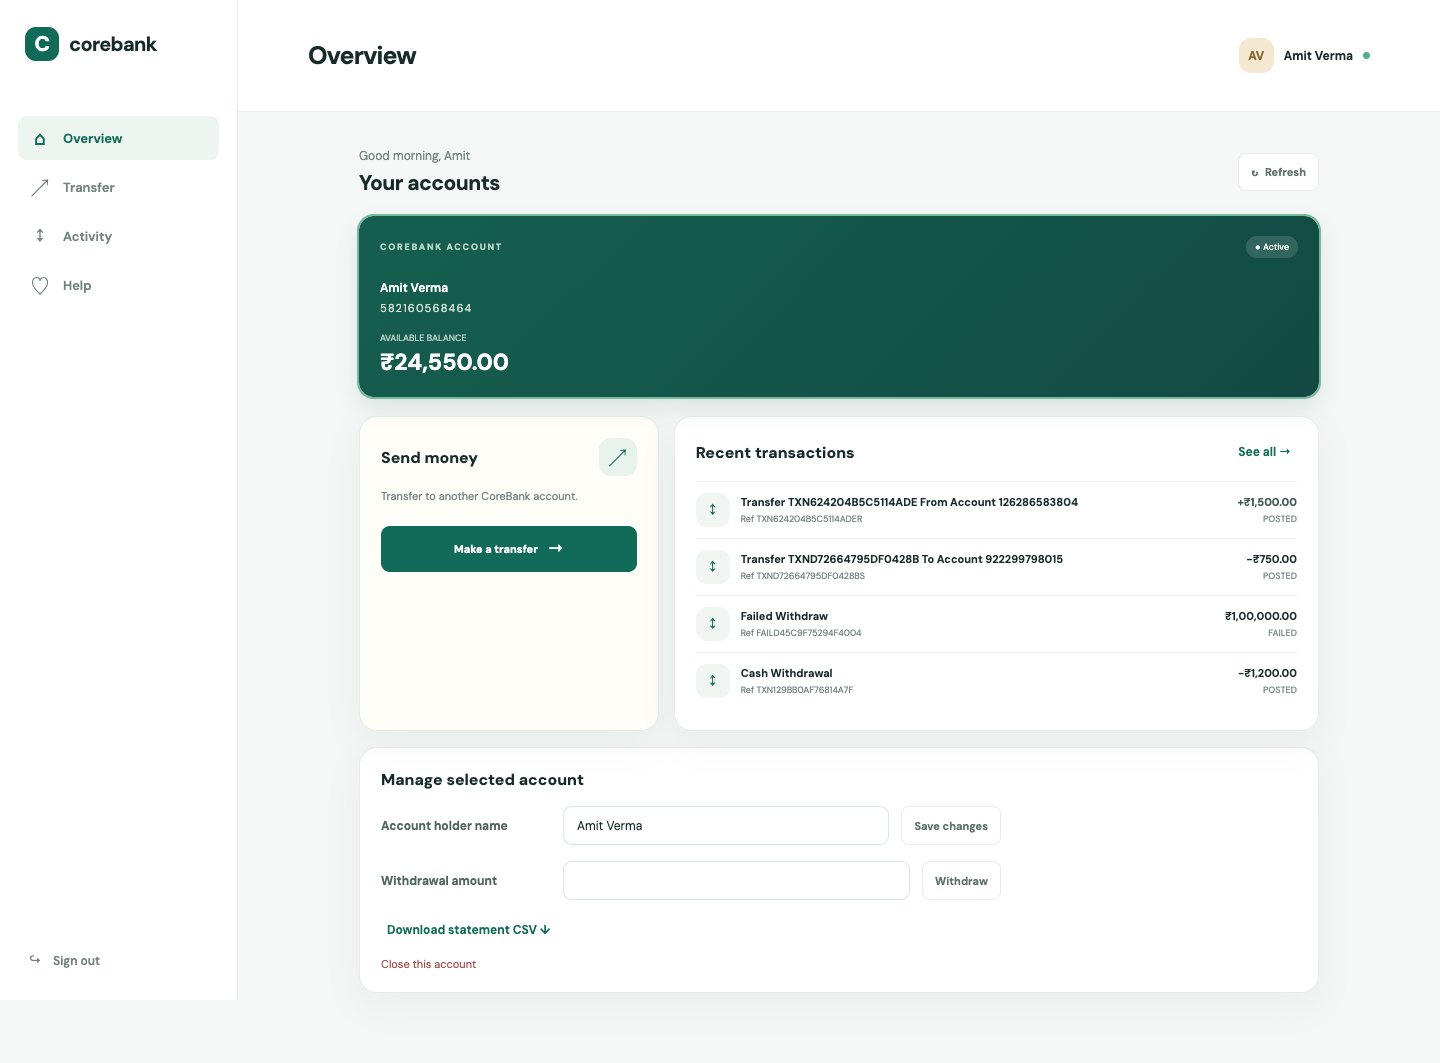 C corebank
Overview
Transfer
Activity
Help
Sign out
Overview
AV Amit Verma
Good morning, Amit
Your accounts
↻ Refresh
COREBANK ACCOUNT
● Active
Amit Verma
582160568464
AVAILABLE BALANCE
₹24,550.00
Send money
Transfer to another CoreBank account.
Make a transfer →
Recent transactions
See all →
Transfer TXN624204B5C5114ADE From Account 126286583804
+₹1,500.00
Ref TXN624204B5C5114ADER
POSTED
Transfer TXND72664795DF0428B To Account 922299798015
-₹750.00
Ref TXND72664795DF0428BS
POSTED
Failed Withdraw
₹1,00,000.00
Ref FAILD45C9F75294F4004
FAILED
Cash Withdrawal
-₹1,200.00
Ref TXN129BB0AF76814A7F
POSTED
Manage selected account
Account holder name
Amit Verma
Save changes
Withdrawal amount
Withdraw
Download statement CSV ↓
Close this account